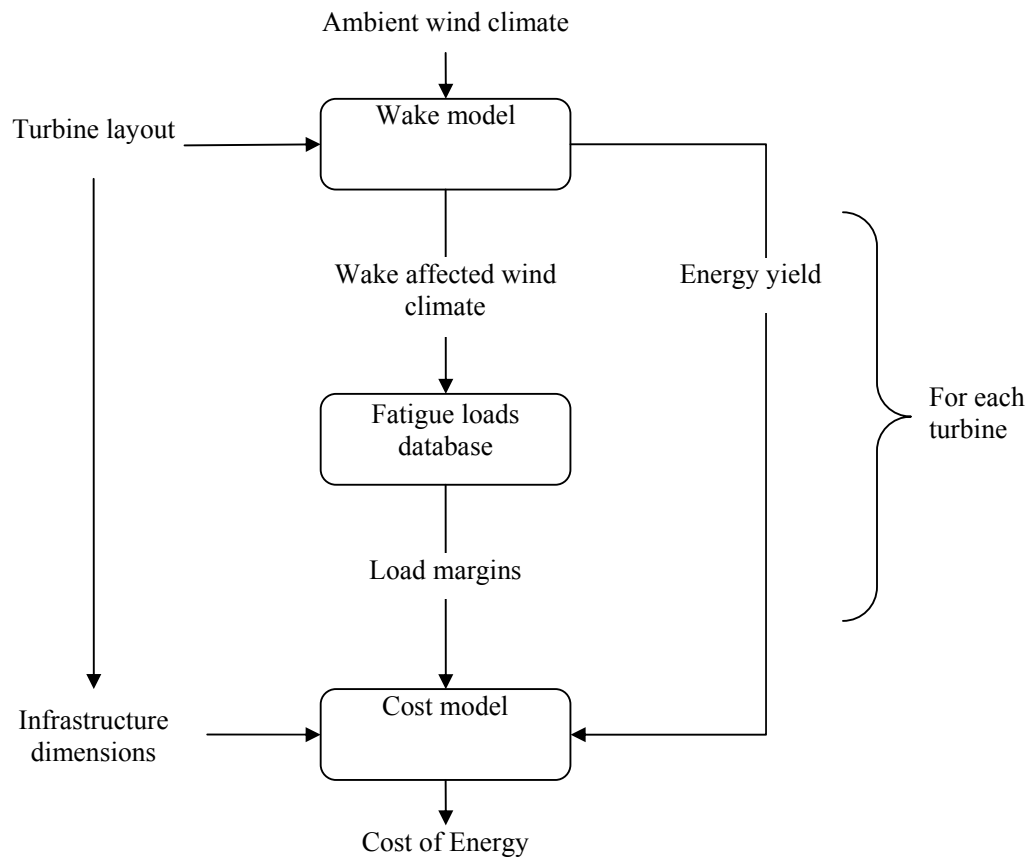 Ambient wind climate
Wake model
Turbine layout
Wake affected wind
climate
Energy yield
Fatigue loads
database
For each
turbine
Load margins
Cost model
Infrastructure
dimensions
Cost of Energy